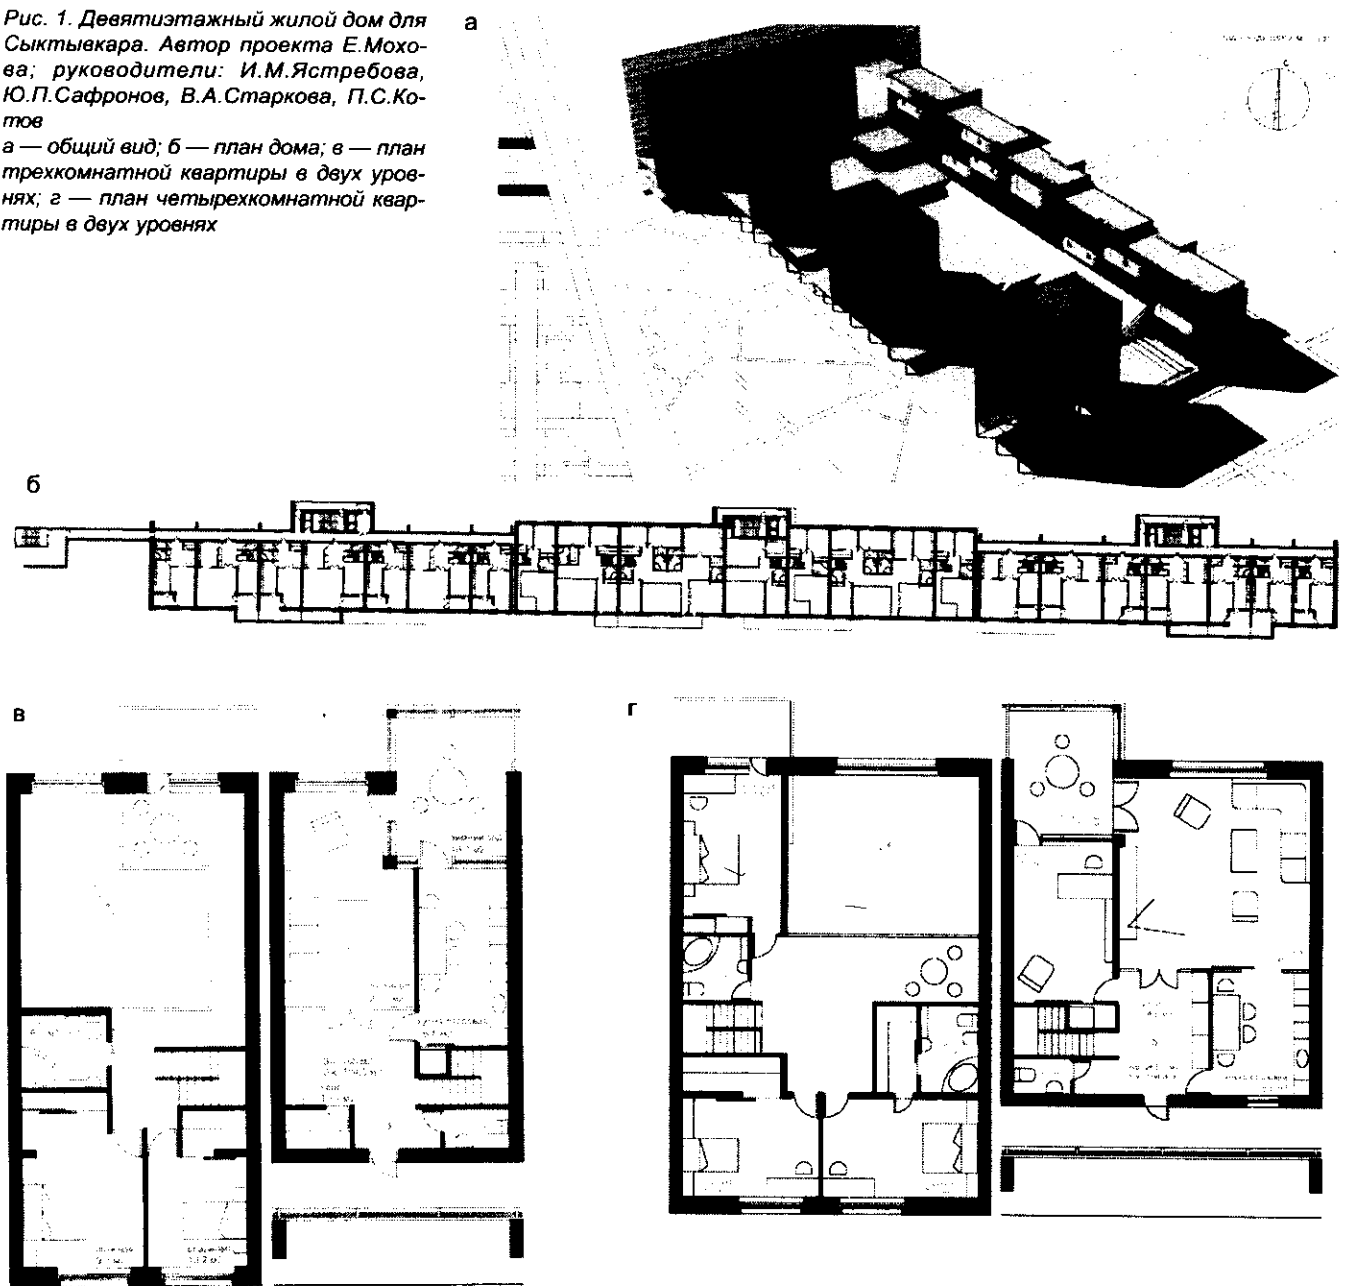 Рис. 1. Девятиэтажный жилой дом для
Сыктывкара. Автор проекта Е.Мохо-
ва; руководители: И.М.Ястребова,
Ю.П.Сафронов, В.А.Старкова, П.С.Ко-
тов
а — общий вид; б — план дома; в — план
трехкомнатной квартиры в двух уров-
нях; г — план четырехкомнатной квар-
тиры в двух уровнях
а
с
б
в
г